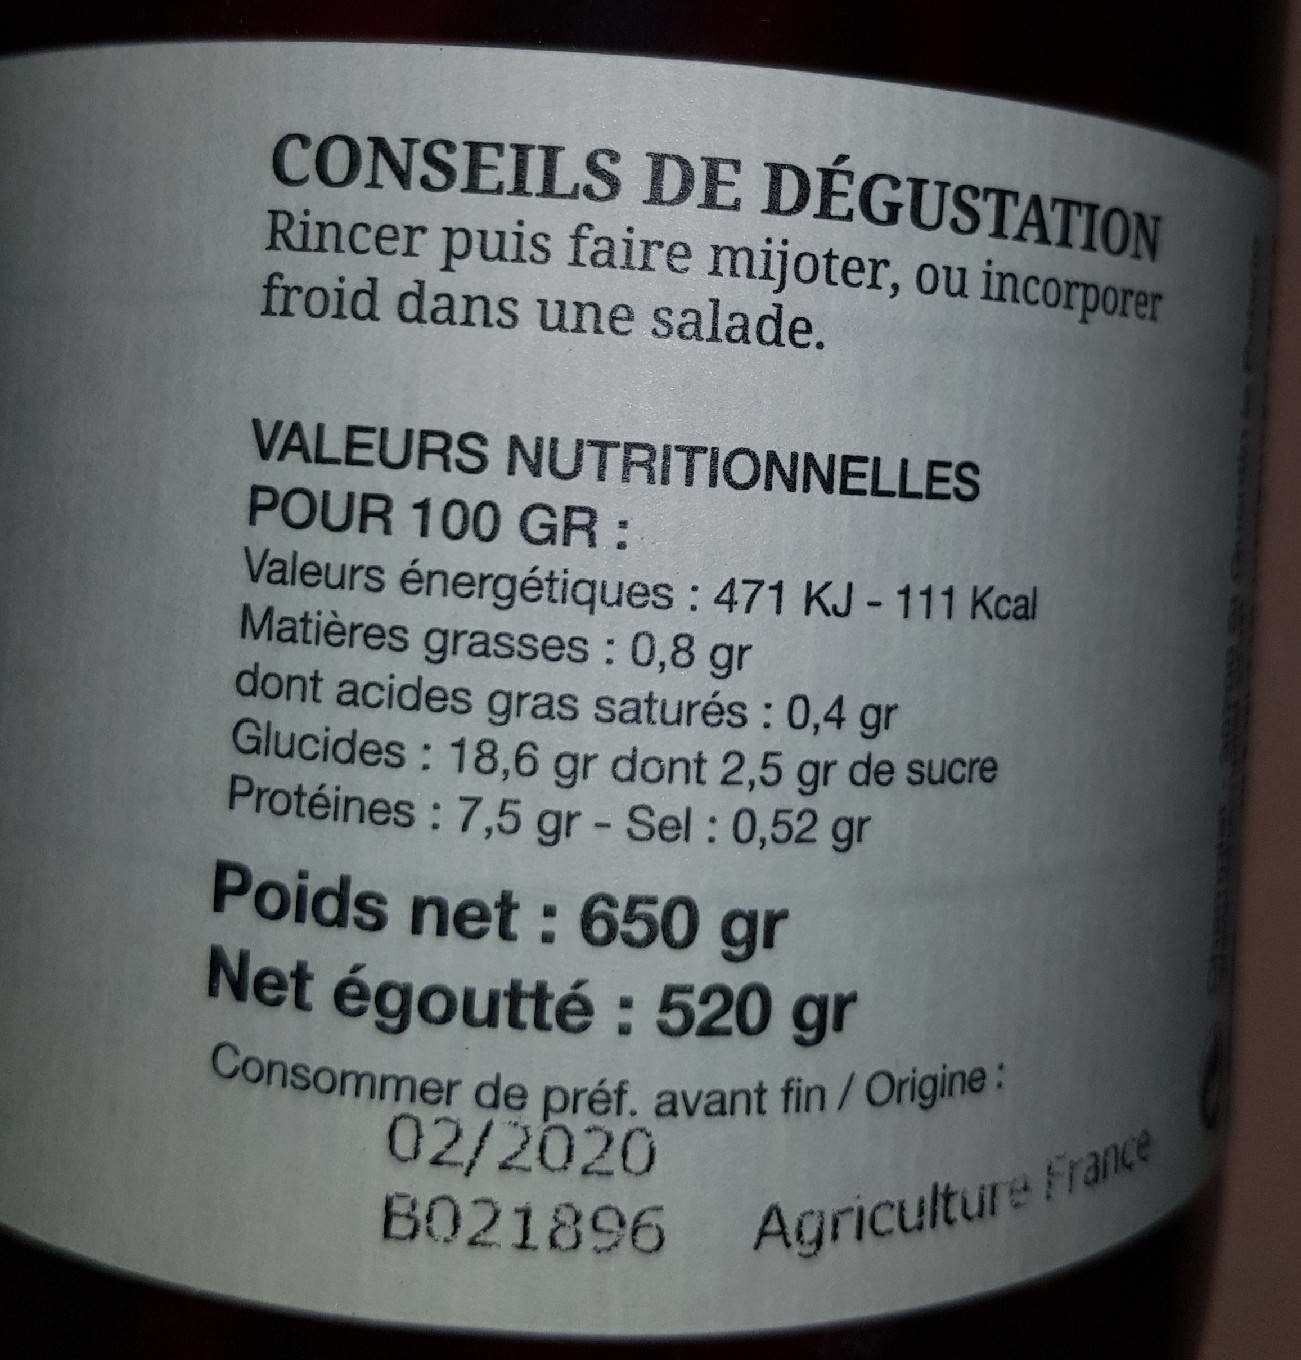 CONSEILS DE DÉGUSTATION
Rincer puis faire mijoter, ou incorporer
froid dans une salade.
VALEURS NUTRITIONNELLES
POUR 100 GR :
Valeurs énergétiques : 471 KJ - 111 Kcal
Matières grasses : 0,8 gr
dont acides gras saturés : 0,4 gr
Glucides : 18,6 gr dont 2,5 gr de sucre
Protéines : 7,5 gr - Sel : 0,52 gr
Poids net : 650 gr
Net égoutté : 520 gr
Consommer de préf. avant fin / Origine :
02/2020
B021896 Agriculture France